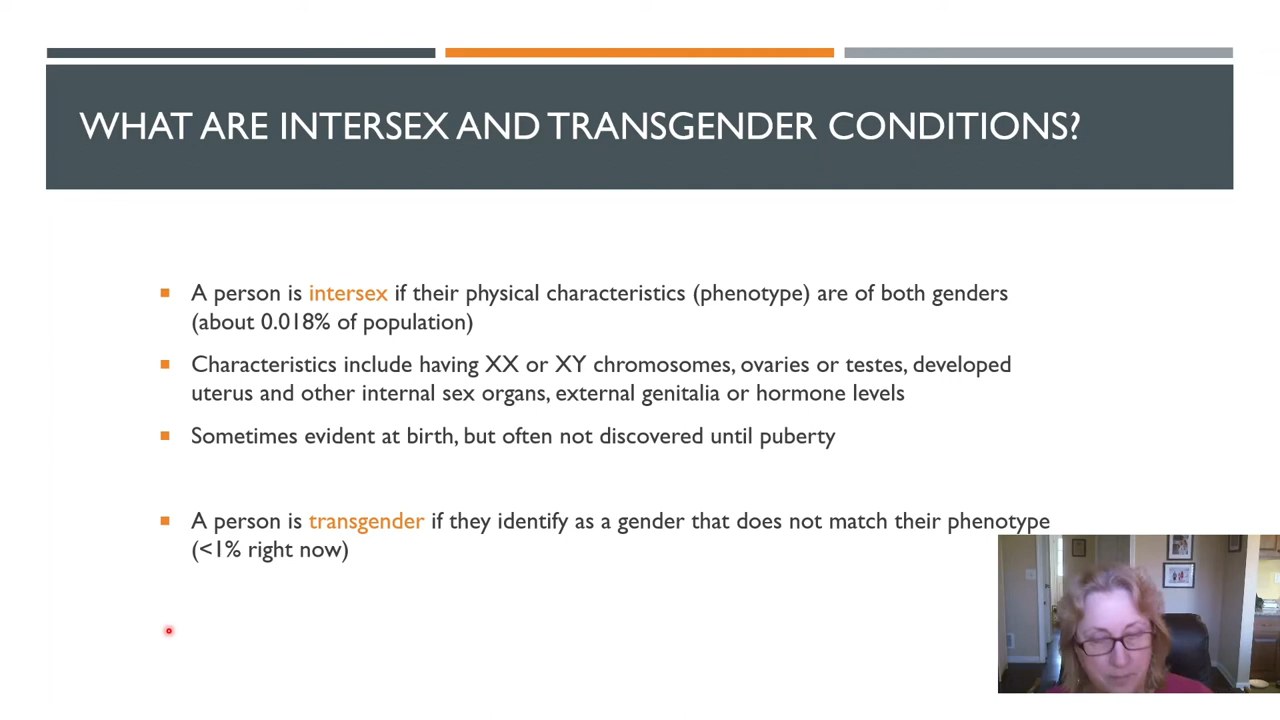 WHAT ARE INTERSEX AND TRANSGENDER CONDITIONS?
A person is intersex if their physical characteristics (phenotype) are of both genders
(about 0.018% of population)
Characteristics include having XX or XY chromosomes, ovaries or testes, developed
uterus and other internal sex organs, external genitalia or hormone levels
Sometimes evident at birth, but often not discovered until puberty
A person is transgender if they identify as a gender that does not match their phenotype
(<1% right now)